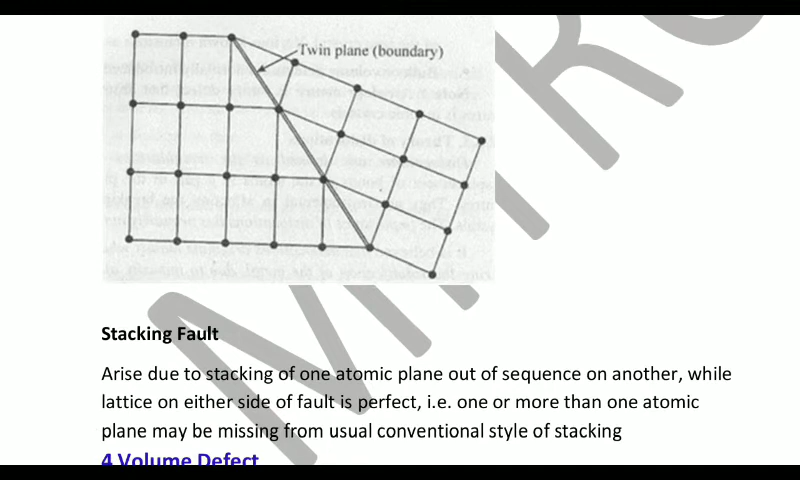 Twin plane (boundary)
Stacking Fault
Arise due to stacking of one atomic plane out of sequence on another, while
lattice on either side of fault is perfect, i.e. one or more than one atomic
plane may be missing from usual conventional style of stacking
4 Volume Defect